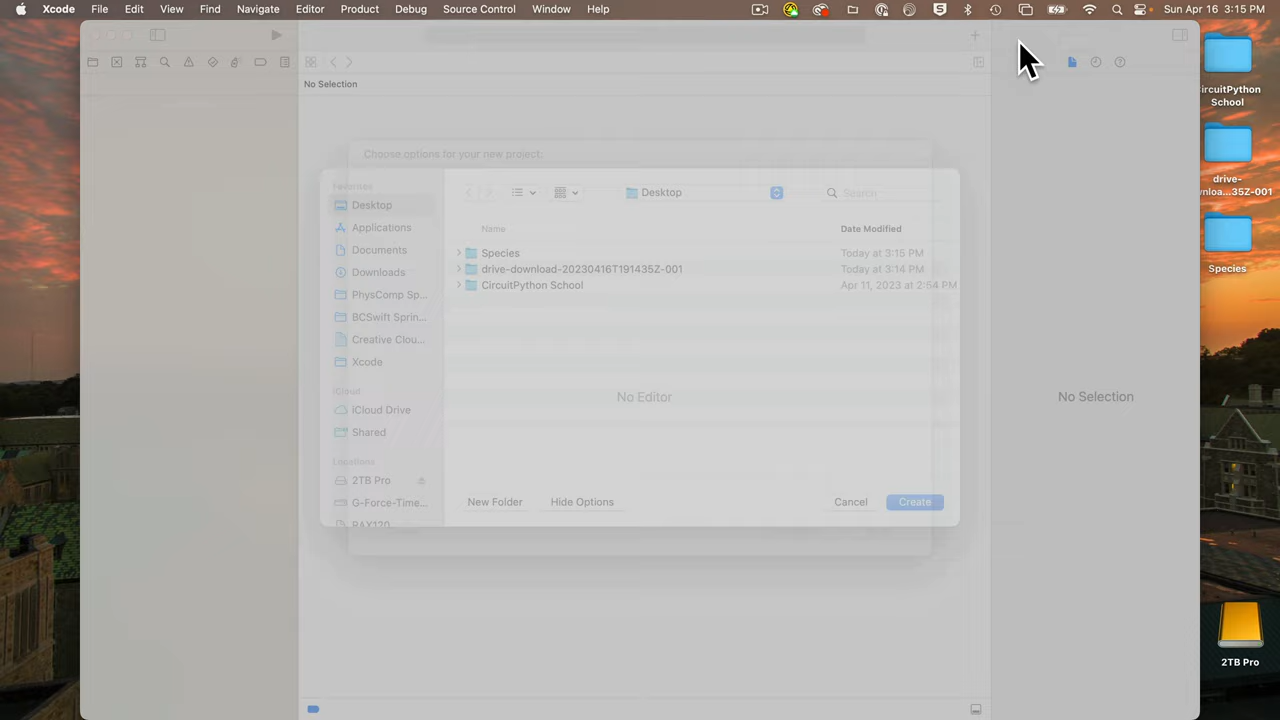 Xcode File Edit View Find Navigate Editor Product Debug Source Control Window Help Sun Apr 16 3:15 PM
No Selection
Choose options for your new project:
Favorites
Desktop
Applications
Documents
Downloads
PhysComp Sp...
BCSwift Sprin...
Creative Clou...
Xcode
iCloud
iCloud Drive
Shared
Locations
2TB Pro
G-Force-Time...
RAX120
Desktop
Search
Name Date Modified
Species Today at 3:15 PM
drive-download-20230416T191435Z-001 Today at 3:14 PM
CircuitPython School Apr 11, 2023 at 2:54 PM
No Editor
New Folder Hide Options Cancel Create
No Selection
CircuitPython
School
drive-
...35Z-001
Species
2TB Pro